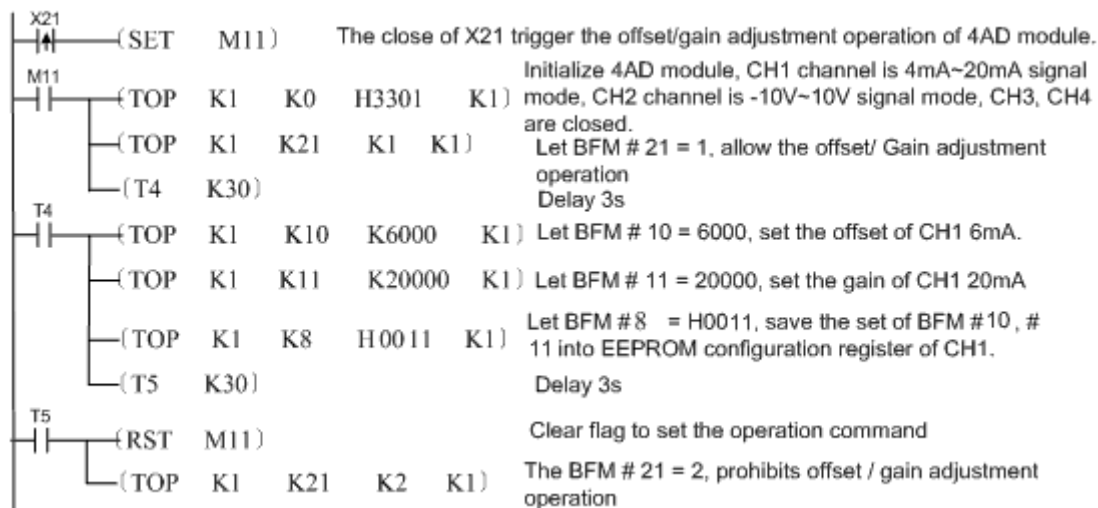 X21
(SET M11) The close of X21 trigger the offset/gain adjustment operation of 4AD module.
M11
(TOP K1 K0 H3301 K1) Initialize 4AD module, CH1 channel is 4mA~20mA signal
mode, CH2 channel is -10V~10V signal mode, CH3, CH4
are closed.
(TOP K1 K21 K1 K1) Let BFM # 21 = 1, allow the offset/ Gain adjustment
operation
(T4 K30) Delay 3s
T4
(TOP K1 K10 K6000 K1) Let BFM # 10 = 6000, set the offset of CH1 6mA.
(TOP K1 K11 K20000 K1) Let BFM # 11 = 20000, set the gain of CH1 20mA
(TOP K1 K8 H0011 K1) Let BFM #8 = H0011, save the set of BFM #10, #
11 into EEPROM configuration register of CH1.
(T5 K30) Delay 3s
T5
(RST M11) Clear flag to set the operation command
(TOP K1 K21 K2 K1) The BFM # 21 = 2, prohibits offset / gain adjustment
operation